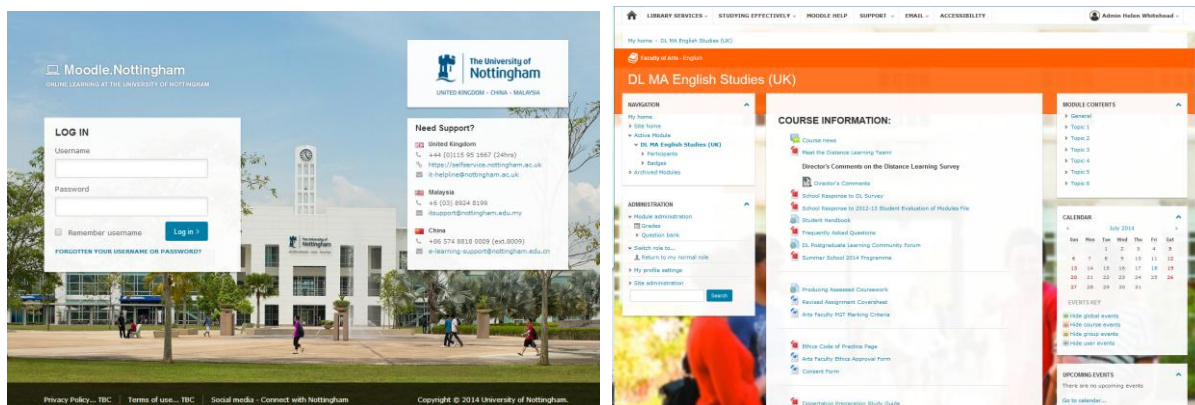 Moodle.Nottingham
ONLINE LEARNING AT THE UNIVERSITY OF NOTTINGHAM
The University of
Nottingham
UNITED KINGDOM - CHINA - MALAYSIA
LOG IN
Username
Password
Remember username
Log in >
FORGOTTEN YOUR USERNAME OR PASSWORD?
Need Support?
United Kingdom
+44 (0)115 95 1667 (24hrs)
https://selfservice.nottingham.ac.uk
it-helpline@nottingham.ac.uk
Malaysia
+6 (03) 8924 8199
itsupport@nottingham.edu.my
China
+86 574 8818 0009 (ext.8009)
e-learning-support@nottingham.edu.cn
The University of
Nottingham
Privacy Policy... TBC
Terms of use... TBC
Social media - Connect with Nottingham
Copyright © 2014 University of Nottingham.
LIBRARY SERVICES
STUDYING EFFECTIVELY
MOODLE HELP
SUPPORT
EMAIL
ACCESSIBILITY
Admin Helen Whitehead
My home › DL MA English Studies (UK)
Faculty of Arts - English
DL MA English Studies (UK)
NAVIGATION
My home
Site home
Active Module
DL MA English Studies (UK)
Participants
Badges
Archived Modules
ADMINISTRATION
Module administration
Grades
Question bank
Switch role to...
Return to my normal role
My profile settings
Site administration
Search
COURSE INFORMATION:
Course news
Meet the Distance Learning Team!
Director's Comments on the Distance Learning Survey
Director's Comments
School Response to DL Survey
School Response to 2012-13 Student Evaluation of Modules File
Student Handbook
Frequently Asked Questions
DL Postgraduate Learning Community Forum
Summer School 2014 Programme
Producing Assessed Coursework
Revised Assignment Coversheet
Arts Faculty PGT Marking Criteria
Ethics Code of Practice Page
Arts Faculty Ethics Approval Form
Consent Form
Dissertation Preparation Study Guide
MODULE CONTENTS
General
Topic 1
Topic 2
Topic 3
Topic 4
Topic 5
Topic 6
CALENDAR
July 2014
Sun Mon Tue Wed Thu Fri Sat
1 2 3 4 5
6 7 8 9 10 11 12
13 14 15 16 17 18 19
20 21 22 23 24 25 26
27 28 29 30 31
EVENTS KEY
Hide global events
Hide course events
Hide group events
Hide user events
UPCOMING EVENTS
There are no upcoming events
Go to calendar...